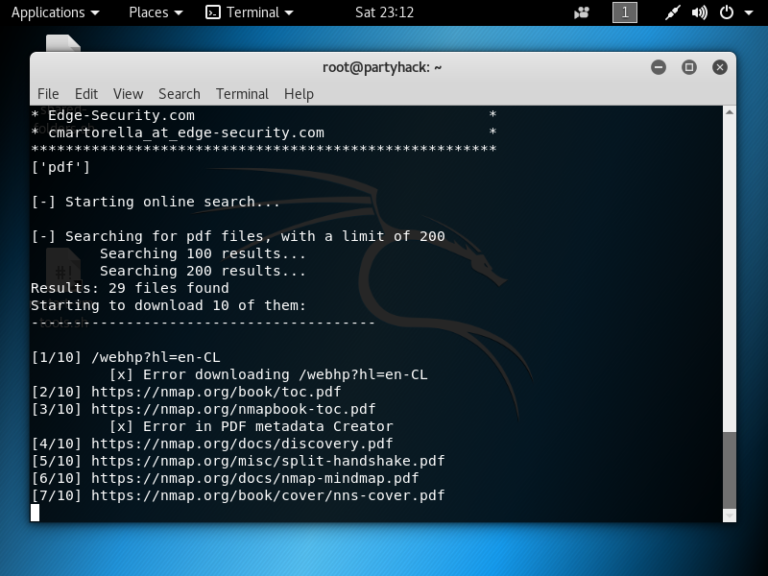 Applications Places Terminal Sat 23:12 1
root@partyhack: ~
File Edit View Search Terminal Help
* Edge-Security.com *
* cmartorella_at_edge-security.com *
******************************************************
['pdf']
[-] Starting online search...
[-] Searching for pdf files, with a limit of 200
Searching 100 results...
Searching 200 results...
Results: 29 files found
Starting to download 10 of them:
----------------------------------------
[1/10] /webhp?hl=en-CL
[x] Error downloading /webhp?hl=en-CL
[2/10] https://nmap.org/book/toc.pdf
[3/10] https://nmap.org/nmapbook-toc.pdf
[x] Error in PDF metadata Creator
[4/10] https://nmap.org/docs/discovery.pdf
[5/10] https://nmap.org/misc/split-handshake.pdf
[6/10] https://nmap.org/docs/nmap-mindmap.pdf
[7/10] https://nmap.org/book/cover/nns-cover.pdf